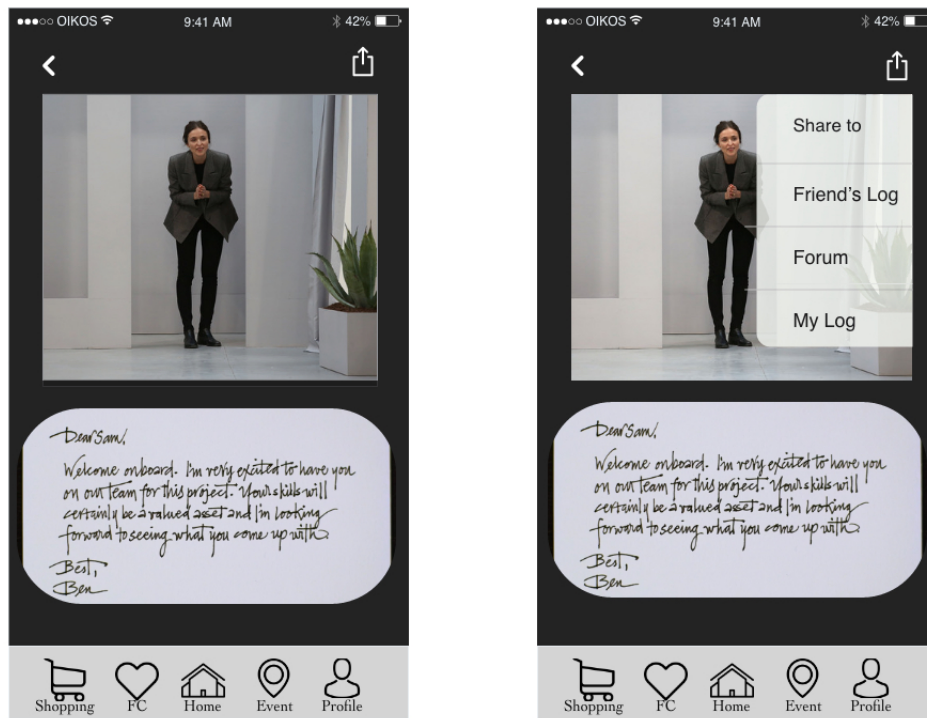 OIKOS 9:41 AM 42%
Dear Sam,
Welcome onboard. I'm very excited to have you
on our team for this project. Your skills will
certainly be a valued asset and I'm looking
forward to seeing what you come up with.
Best,
Ben
Shopping FC Home Event Profile
OIKOS 9:41 AM 42%
Share to
Friend's Log
Forum
My Log
Dear Sam,
Welcome onboard. I'm very excited to have you
on our team for this project. Your skills will
certainly be a valued asset and I'm looking
forward to seeing what you come up with.
Best,
Ben
Shopping FC Home Event Profile